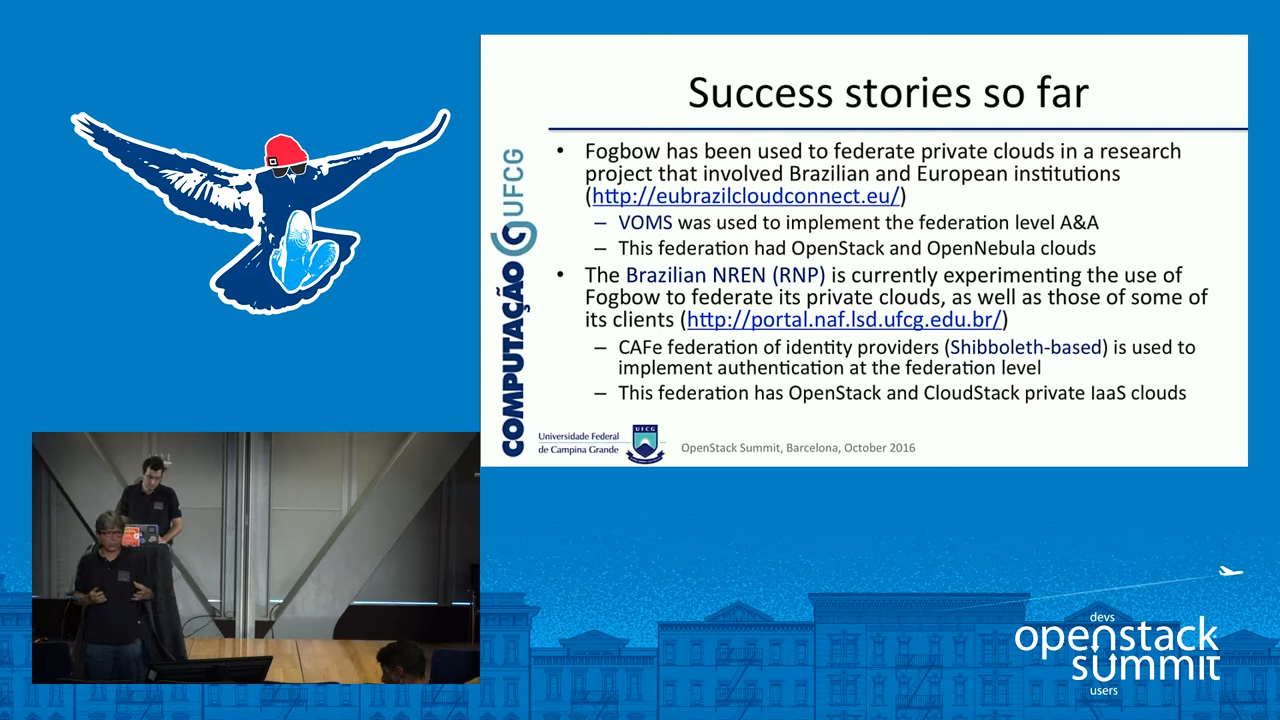 Success stories so far
• Fogbow has been used to federate private clouds in a research
project that involved Brazilian and European institutions
(http://eubrazilcloudconnect.eu/)
– VOMS was used to implement the federation level A&A
– This federation had OpenStack and OpenNebula clouds
• The Brazilian NREN (RNP) is currently experimenting the use of
Fogbow to federate its private clouds, as well as those of some of
its clients (http://portal.naf.lsd.ufcg.edu.br/)
– CAFe federation of identity providers (Shibboleth-based) is used to
implement authentication at the federation level
– This federation has OpenStack and CloudStack private IaaS clouds
COMPUTAÇÃO UFCG
Universidade Federal
de Campina Grande
UFCG
OpenStack Summit, Barcelona, October 2016
devs
openstack
summit
users